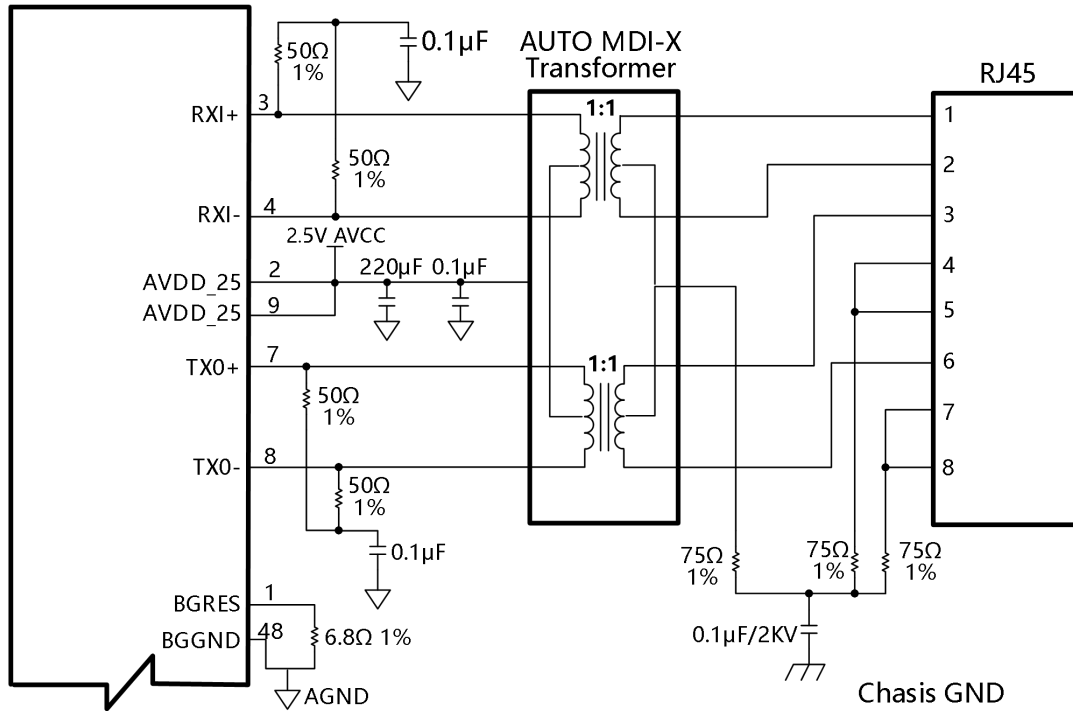 50Ω
1%
0.1μF
AUTO MDI-X
Transformer
RJ45
RXI+
3
1:1
1
50Ω
1%
2
RXI-
4
3
2.5V AVCC
AVDD_25
2
220μF
0.1μF
4
AVDD_25
9
5
TX0+
7
1:1
6
50Ω
1%
7
TX0-
8
8
50Ω
1%
0.1μF
75Ω
1%
75Ω
1%
75Ω
1%
BGRES
1
BGGND
48
6.8Ω 1%
0.1μF/2KV
AGND
Chasis GND